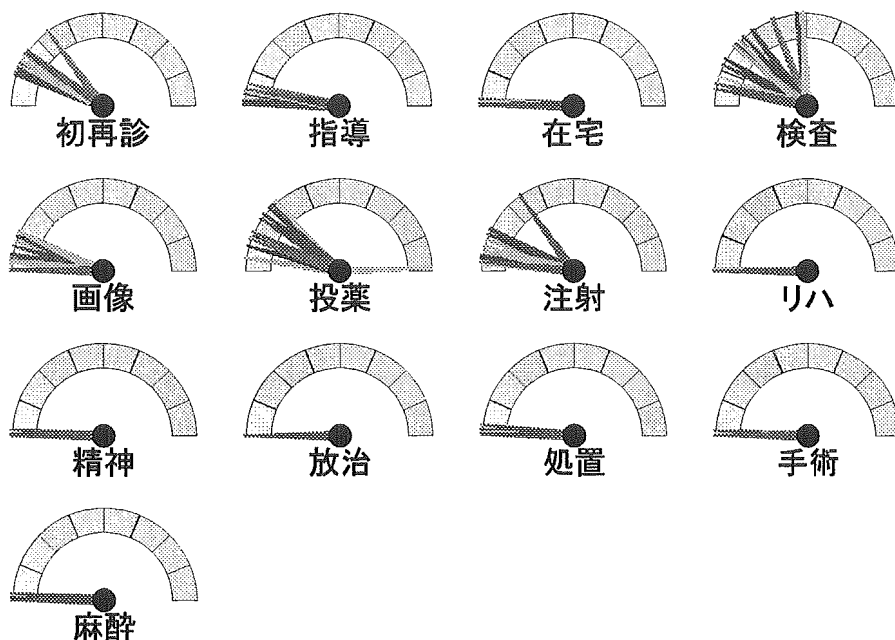 初再診
指導
在宅
検査
画像
投薬
注射
リハ
精神
放治
処置
手術
麻酔